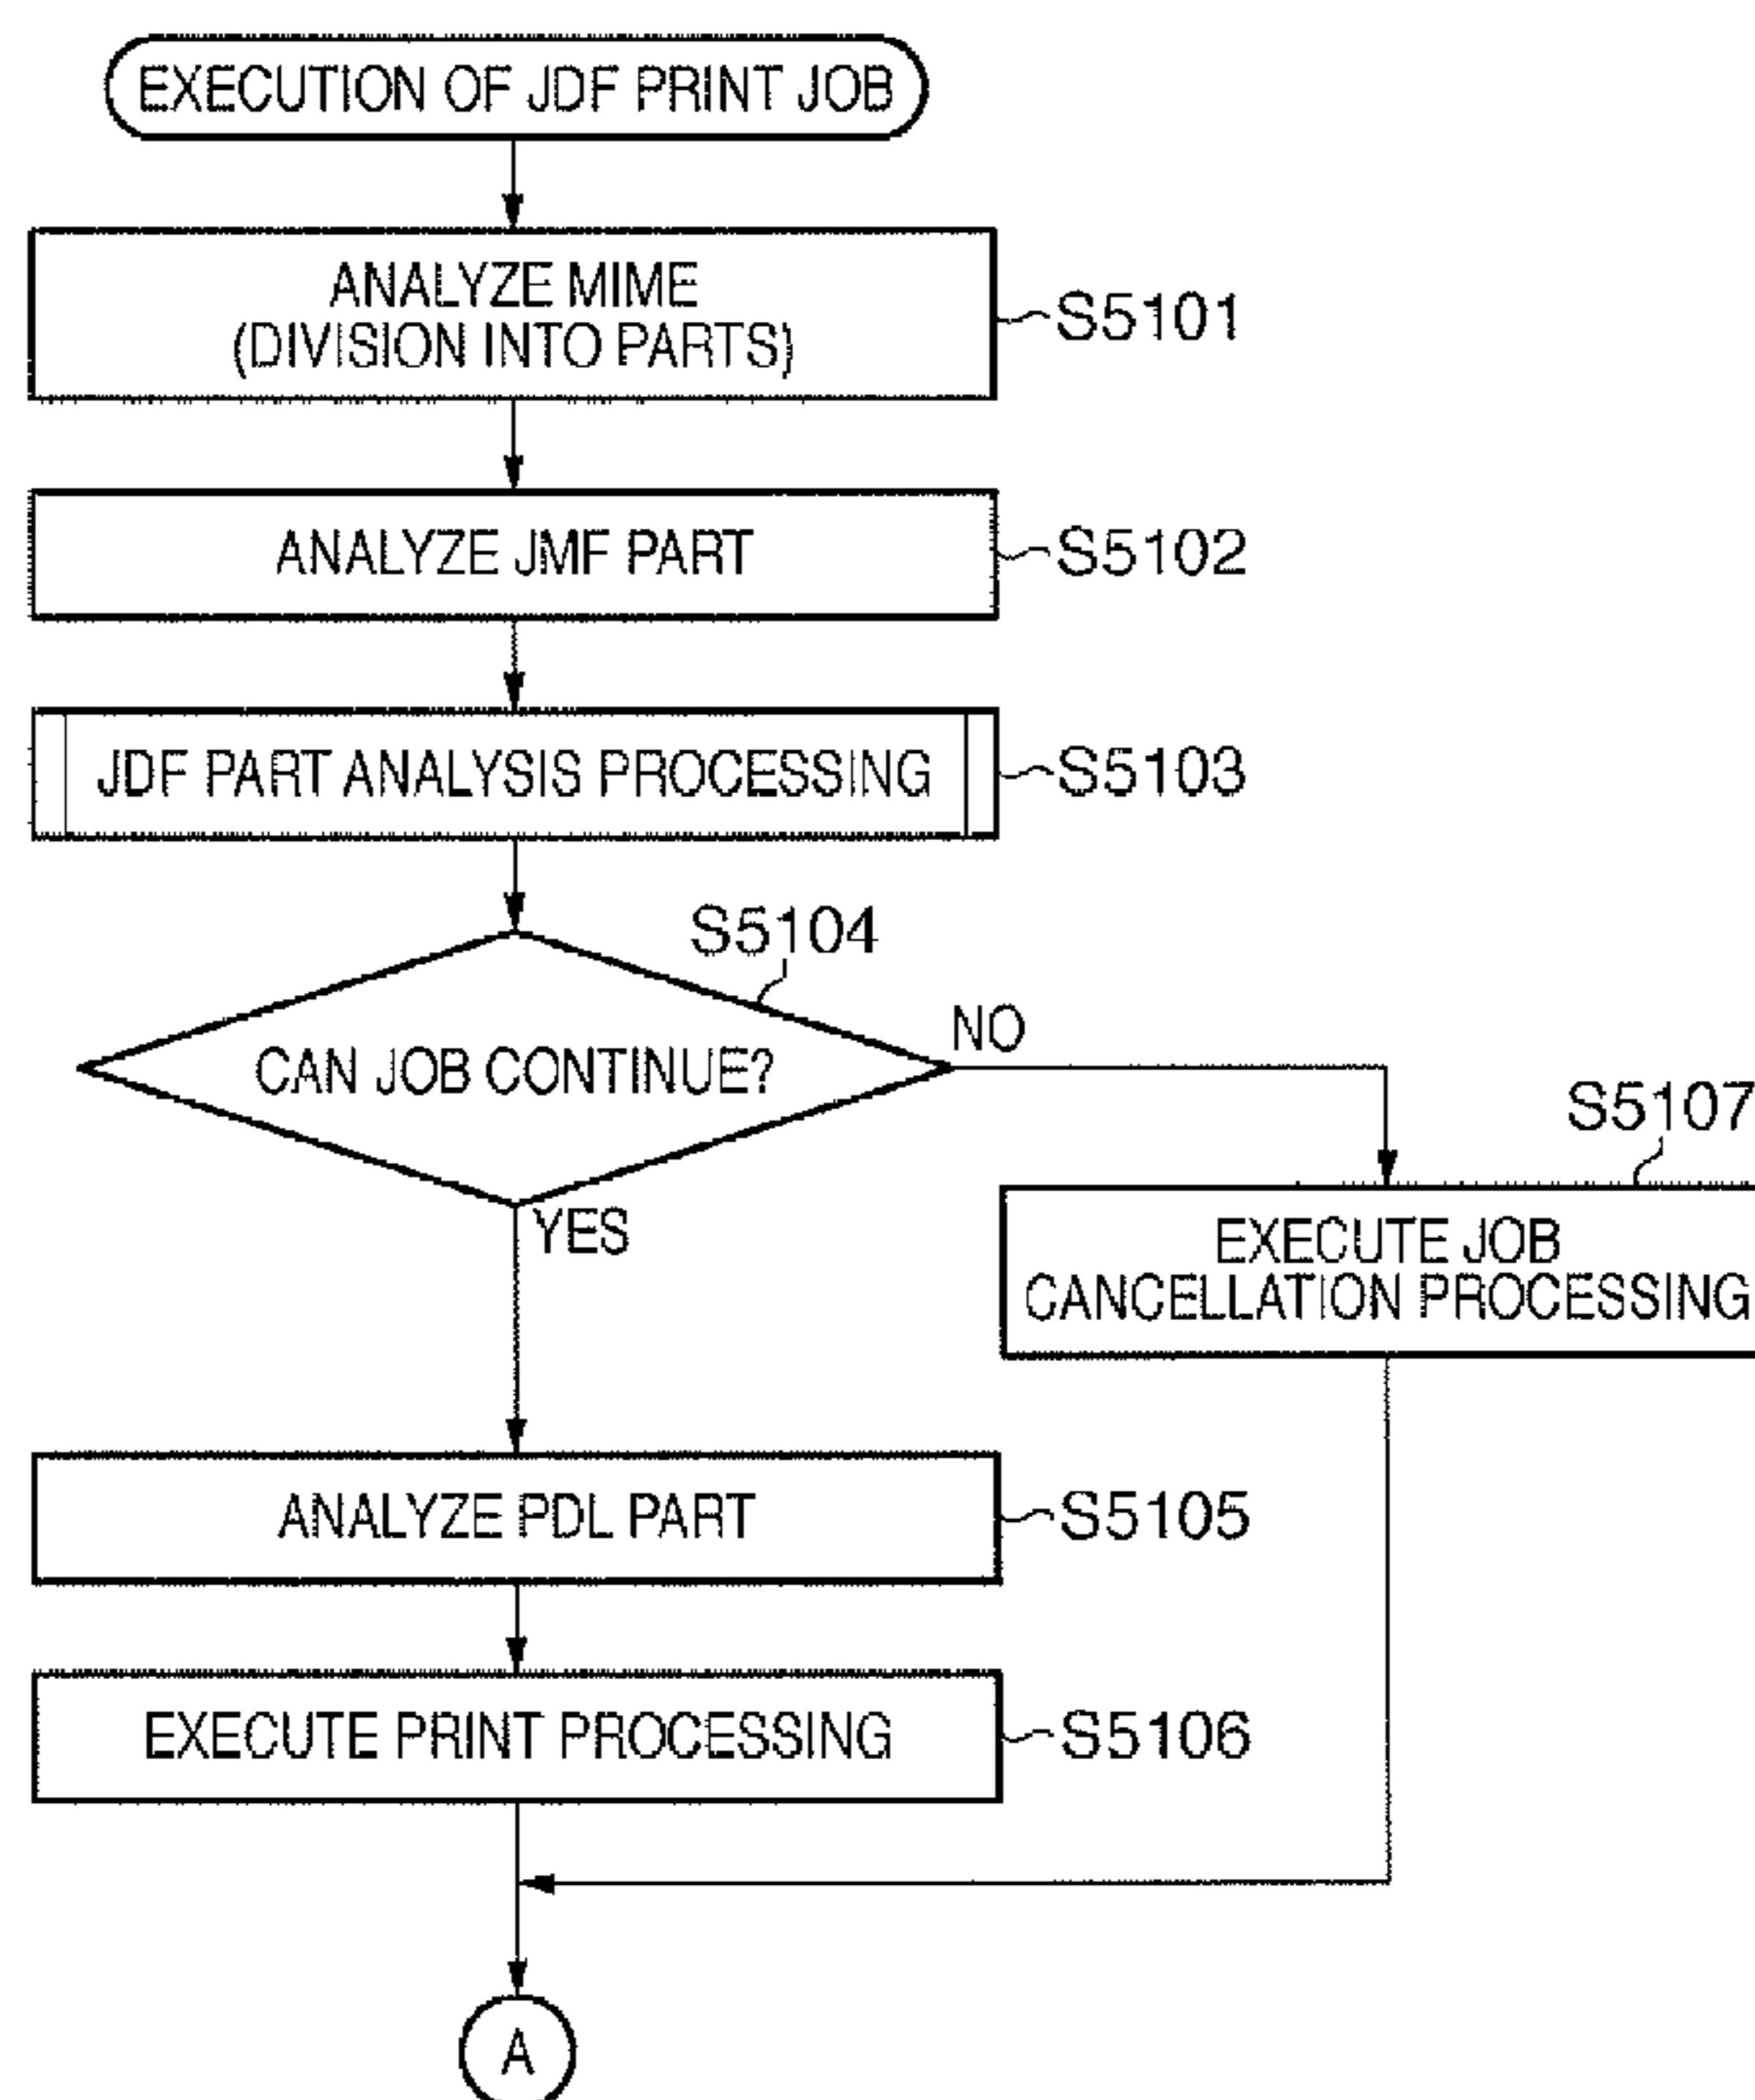 EXECUTION OF JDF PRINT JOB
ANALYZE MIME
(DIVISION INTO PARTS)
S5101
ANALYZE JMF PART
S5102
JDF PART ANALYSIS PROCESSING
S5103
S5104
CAN JOB CONTINUE?
NO
YES
S5107
EXECUTE JOB
CANCELLATION PROCESSING
ANALYZE PDL PART
S5105
EXECUTE PRINT PROCESSING
S5106
A